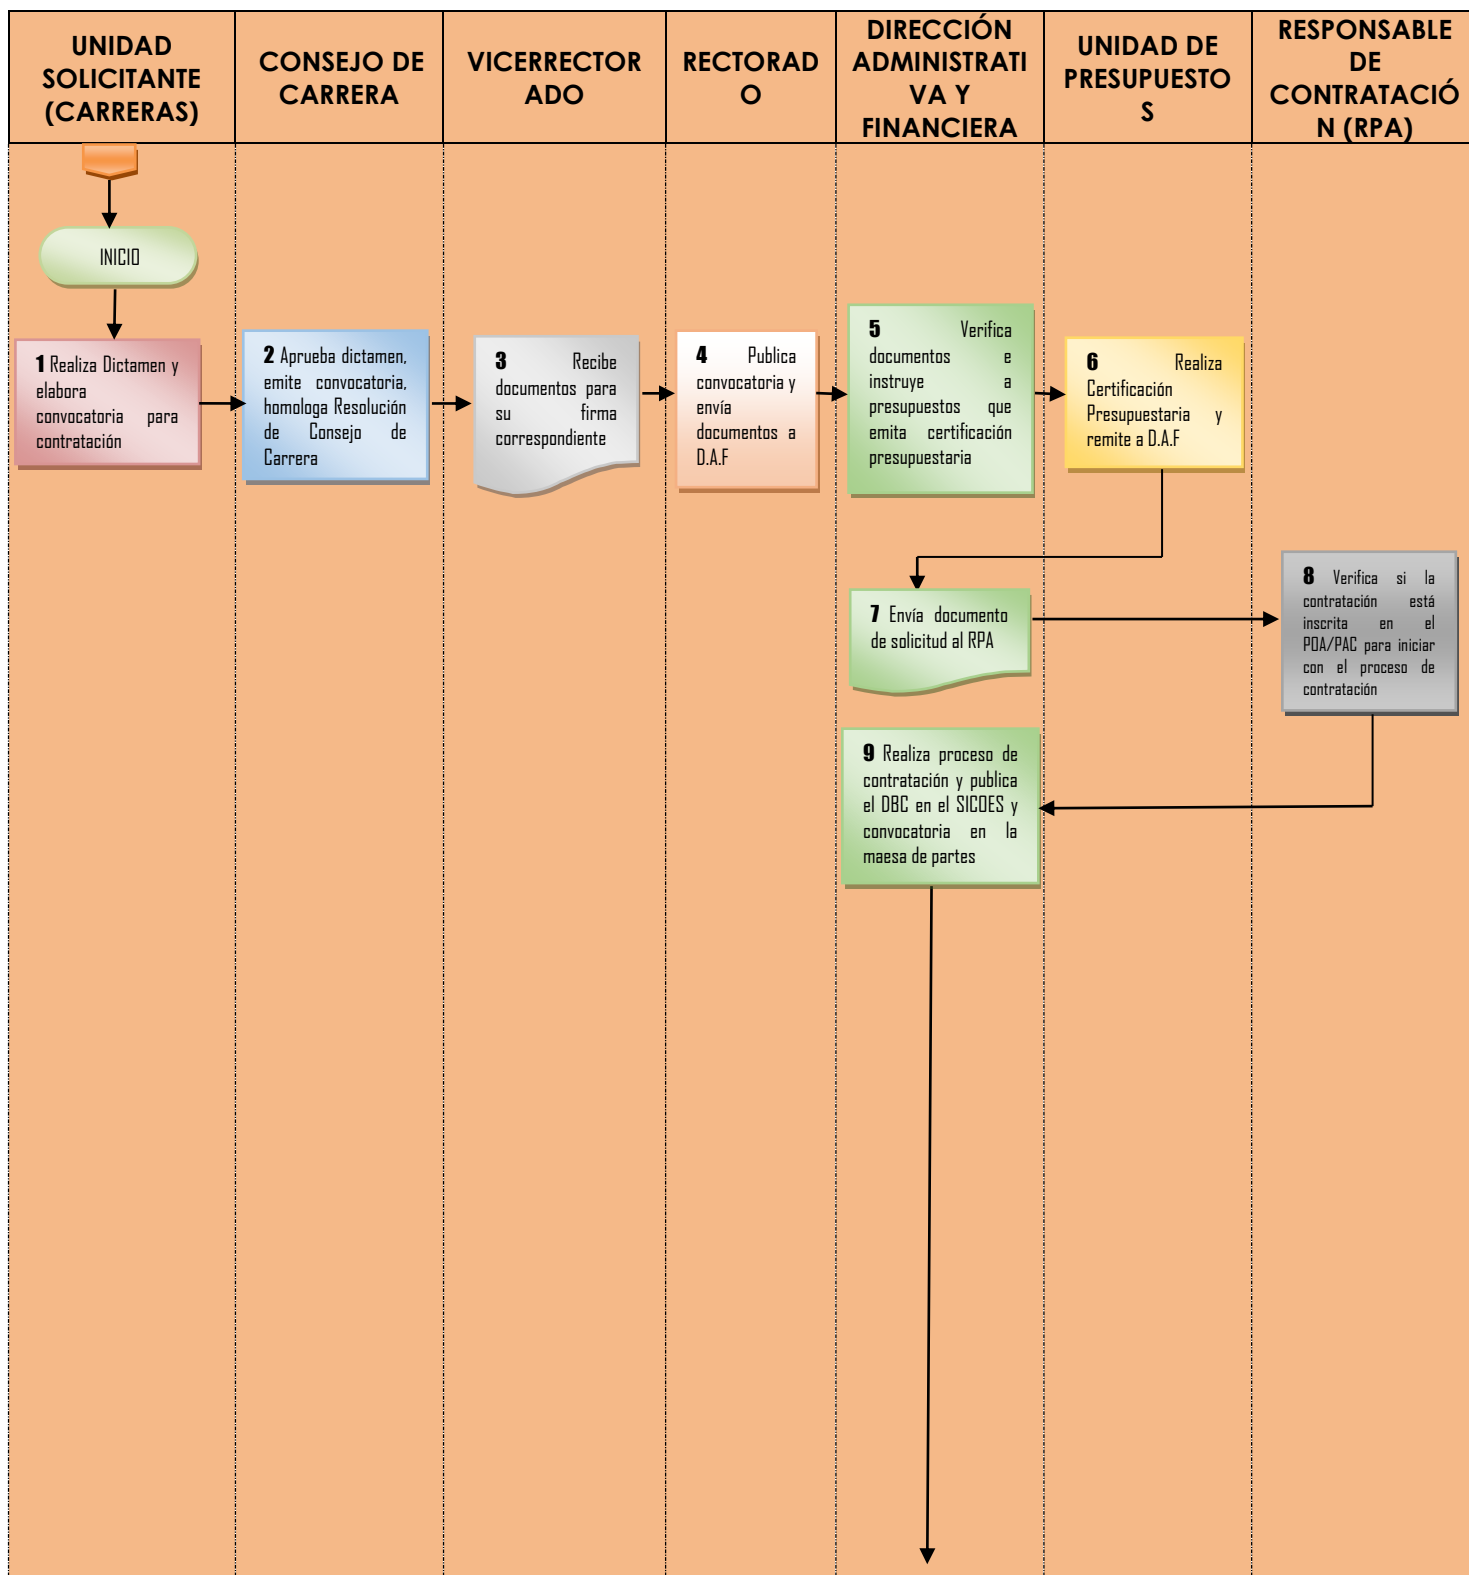 UNIDAD
SOLICITANTE
(CARRERAS)
CONSEJO DE
CARRERA
VICERRECTOR
ADO
RECTORAD
O
DIRECCIÓN
ADMINISTRATI
VA Y
FINANCIERA
UNIDAD DE
PRESUPUESTO
S
RESPONSABLE
DE
CONTRATACIÓ
N (RPA)
INICIO
1 Realiza Dictamen y
elabora
convocatoria para
contratación
2 Aprueba dictamen,
emite convocatoria,
homologa Resolución
de Consejo de
Carrera
3 Recibe
documentos para
su firma
correspondiente
4 Publica
convocatoria y
envía
documentos a
D.A.F
5 Verifica
documentos e
instruye a
presupuestos que
emita certificación
presupuestaria
6 Realiza
Certificación
Presupuestaria y
remite a D.A.F
7 Envía documento
de solicitud al RPA
8 Verifica si la
contratación está
inscrita en el
POA/PAC para iniciar
con el proceso de
contratación
9 Realiza proceso de
contratación y publica
el DBC en el SICOES y
convocatoria en la
maesa de partes